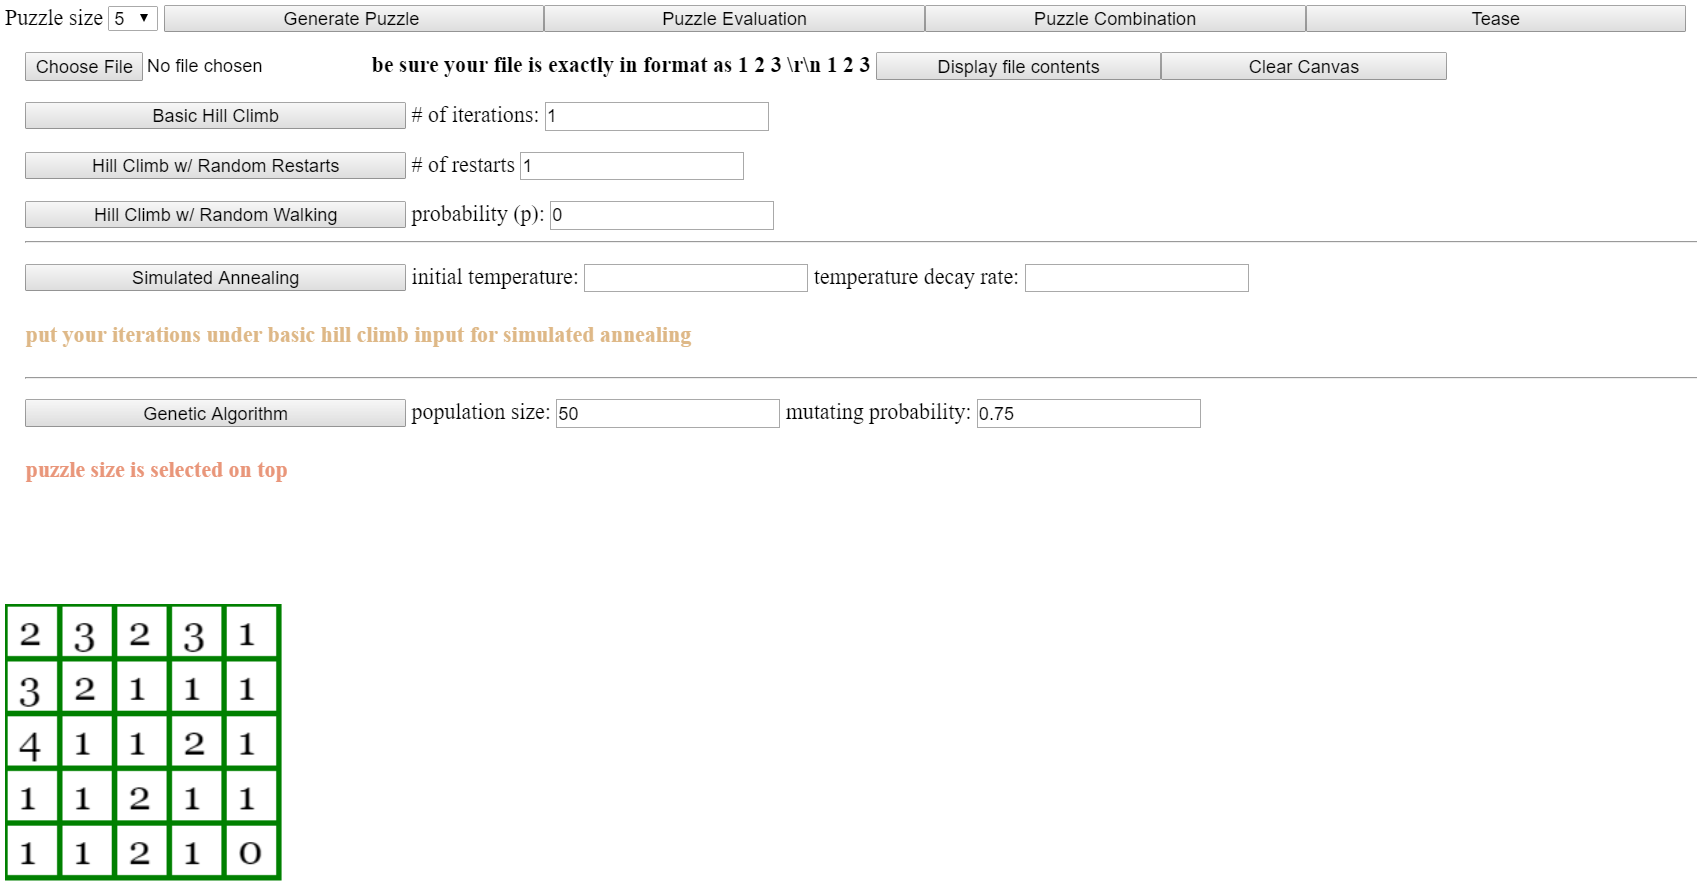 Puzzle size 5 Generate Puzzle Puzzle Evaluation Puzzle Combination Tease
Choose File No file chosen be sure your file is exactly in format as 1 2 3 \r\n 1 2 3 Display file contents Clear Canvas
Basic Hill Climb # of iterations: 1
Hill Climb w/ Random Restarts # of restarts 1
Hill Climb w/ Random Walking probability (p): 0
Simulated Annealing initial temperature: temperature decay rate:
put your iterations under basic hill climb input for simulated annealing
Genetic Algorithm population size: 50 mutating probability: 0.75
puzzle size is selected on top
2 3 2 3 1
3 2 1 1 1
4 1 1 2 1
1 1 2 1 1
1 1 2 1 0